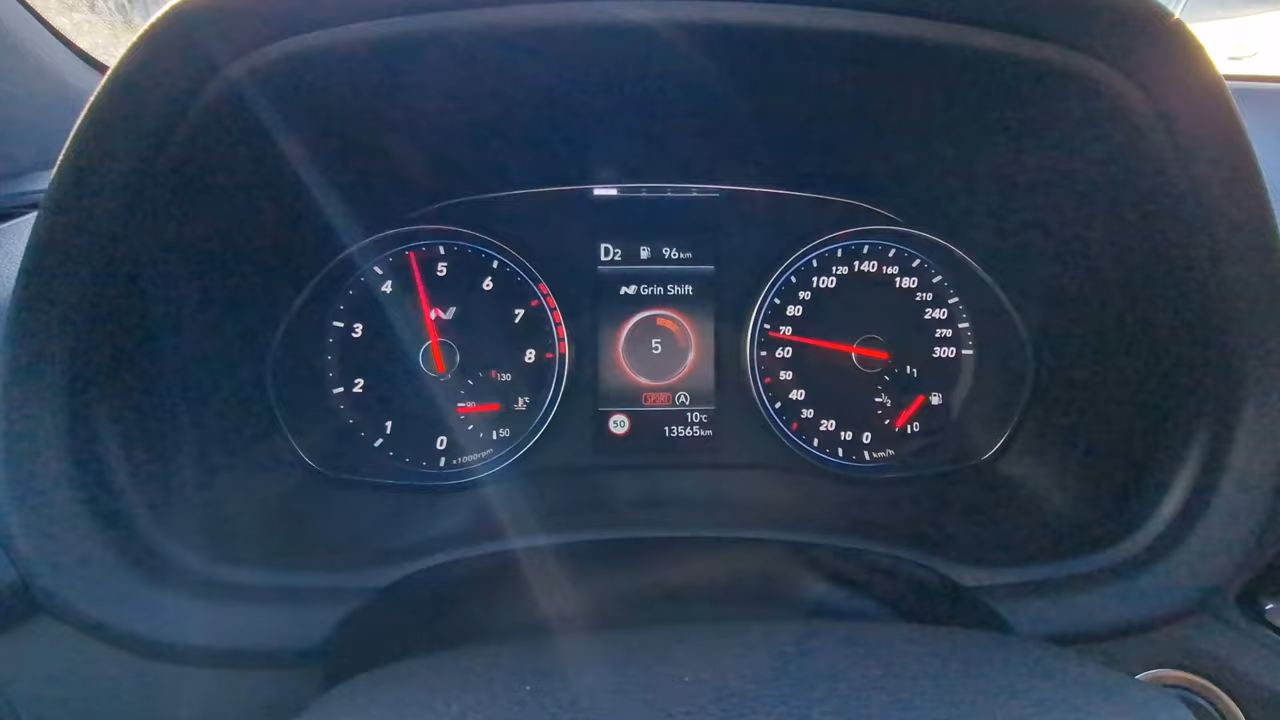 D2 96km
N Grin Shift
5
SPORT A
50 10℃
13565km
0 1 2 3 4 5 6 7 8
x1000rpm
130
90
50
℃
0 10 20 30 40 50 60 70 80 90 100 120 140 160 180 210 240 270 300
km/h
1
1/2
0